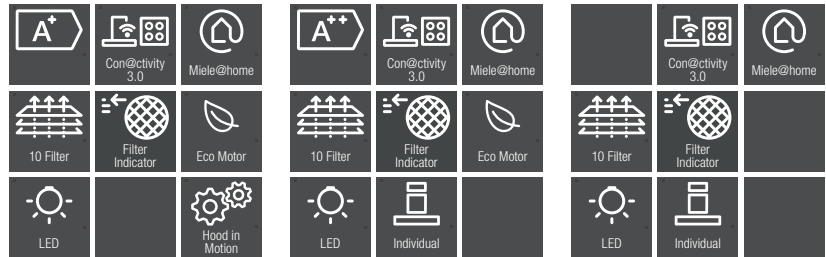 A+
Con@ctivity
3.0
Miele@home
10 Filter
Filter
Indicator
Eco Motor
LED
Hood in
Motion
A++
Con@ctivity
3.0
Miele@home
10 Filter
Filter
Indicator
Eco Motor
LED
Individual
Con@ctivity
3.0
Miele@home
10 Filter
Filter
Indicator
LED
Individual